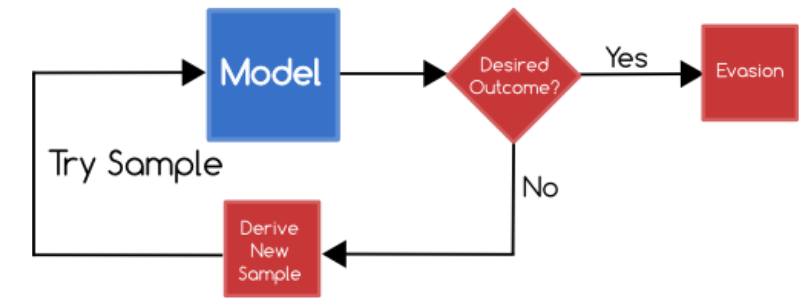 Model
Desired
Outcome?
Yes
Evasion
Try Sample
No
Derive
New
Sample